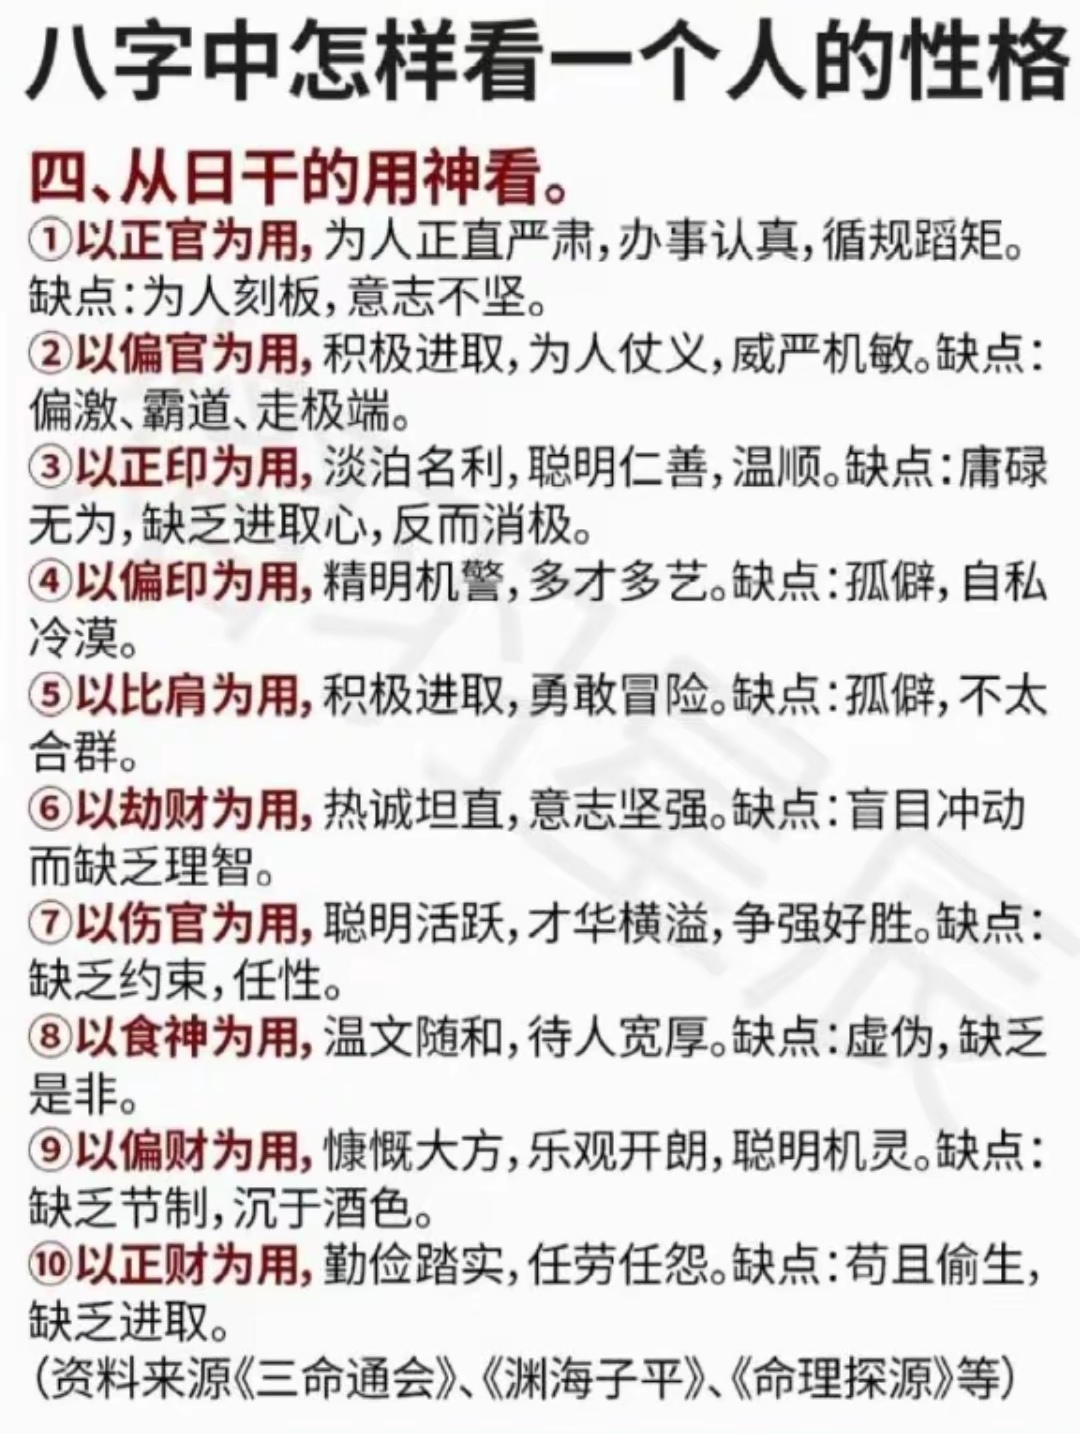 八字中怎样看一个人的性格
四、从日干的用神看。
①以正官为用，为人正直严肃，办事认真，循规蹈矩。
缺点：为人刻板，意志不坚。
②以偏官为用，积极进取，为人仗义，威严机敏。缺点：
偏激、霸道、走极端。
③以正印为用，淡泊名利，聪明仁善，温顺。缺点：庸碌
无为，缺乏进取心，反而消极。
④以偏印为用，精明机警，多才多艺。缺点：孤僻，自私
冷漠。
⑤以比肩为用，积极进取，勇敢冒险。缺点：孤僻，不太
合群。
⑥以劫财为用，热诚坦直，意志坚强。缺点：盲目冲动
而缺乏理智。
⑦以伤官为用，聪明活跃，才华横溢，争强好胜。缺点：
缺乏约束，任性。
⑧以食神为用，温文随和，待人宽厚。缺点：虚伪，缺乏
是非。
⑨以偏财为用，慷慨大方，乐观开朗，聪明机灵。缺点：
缺乏节制，沉于酒色。
⑩以正财为用，勤俭踏实，任劳任怨。缺点：苟且偷生，
缺乏进取。
（资料来源《三命通会》、《渊海子平》、《命理探源》等）